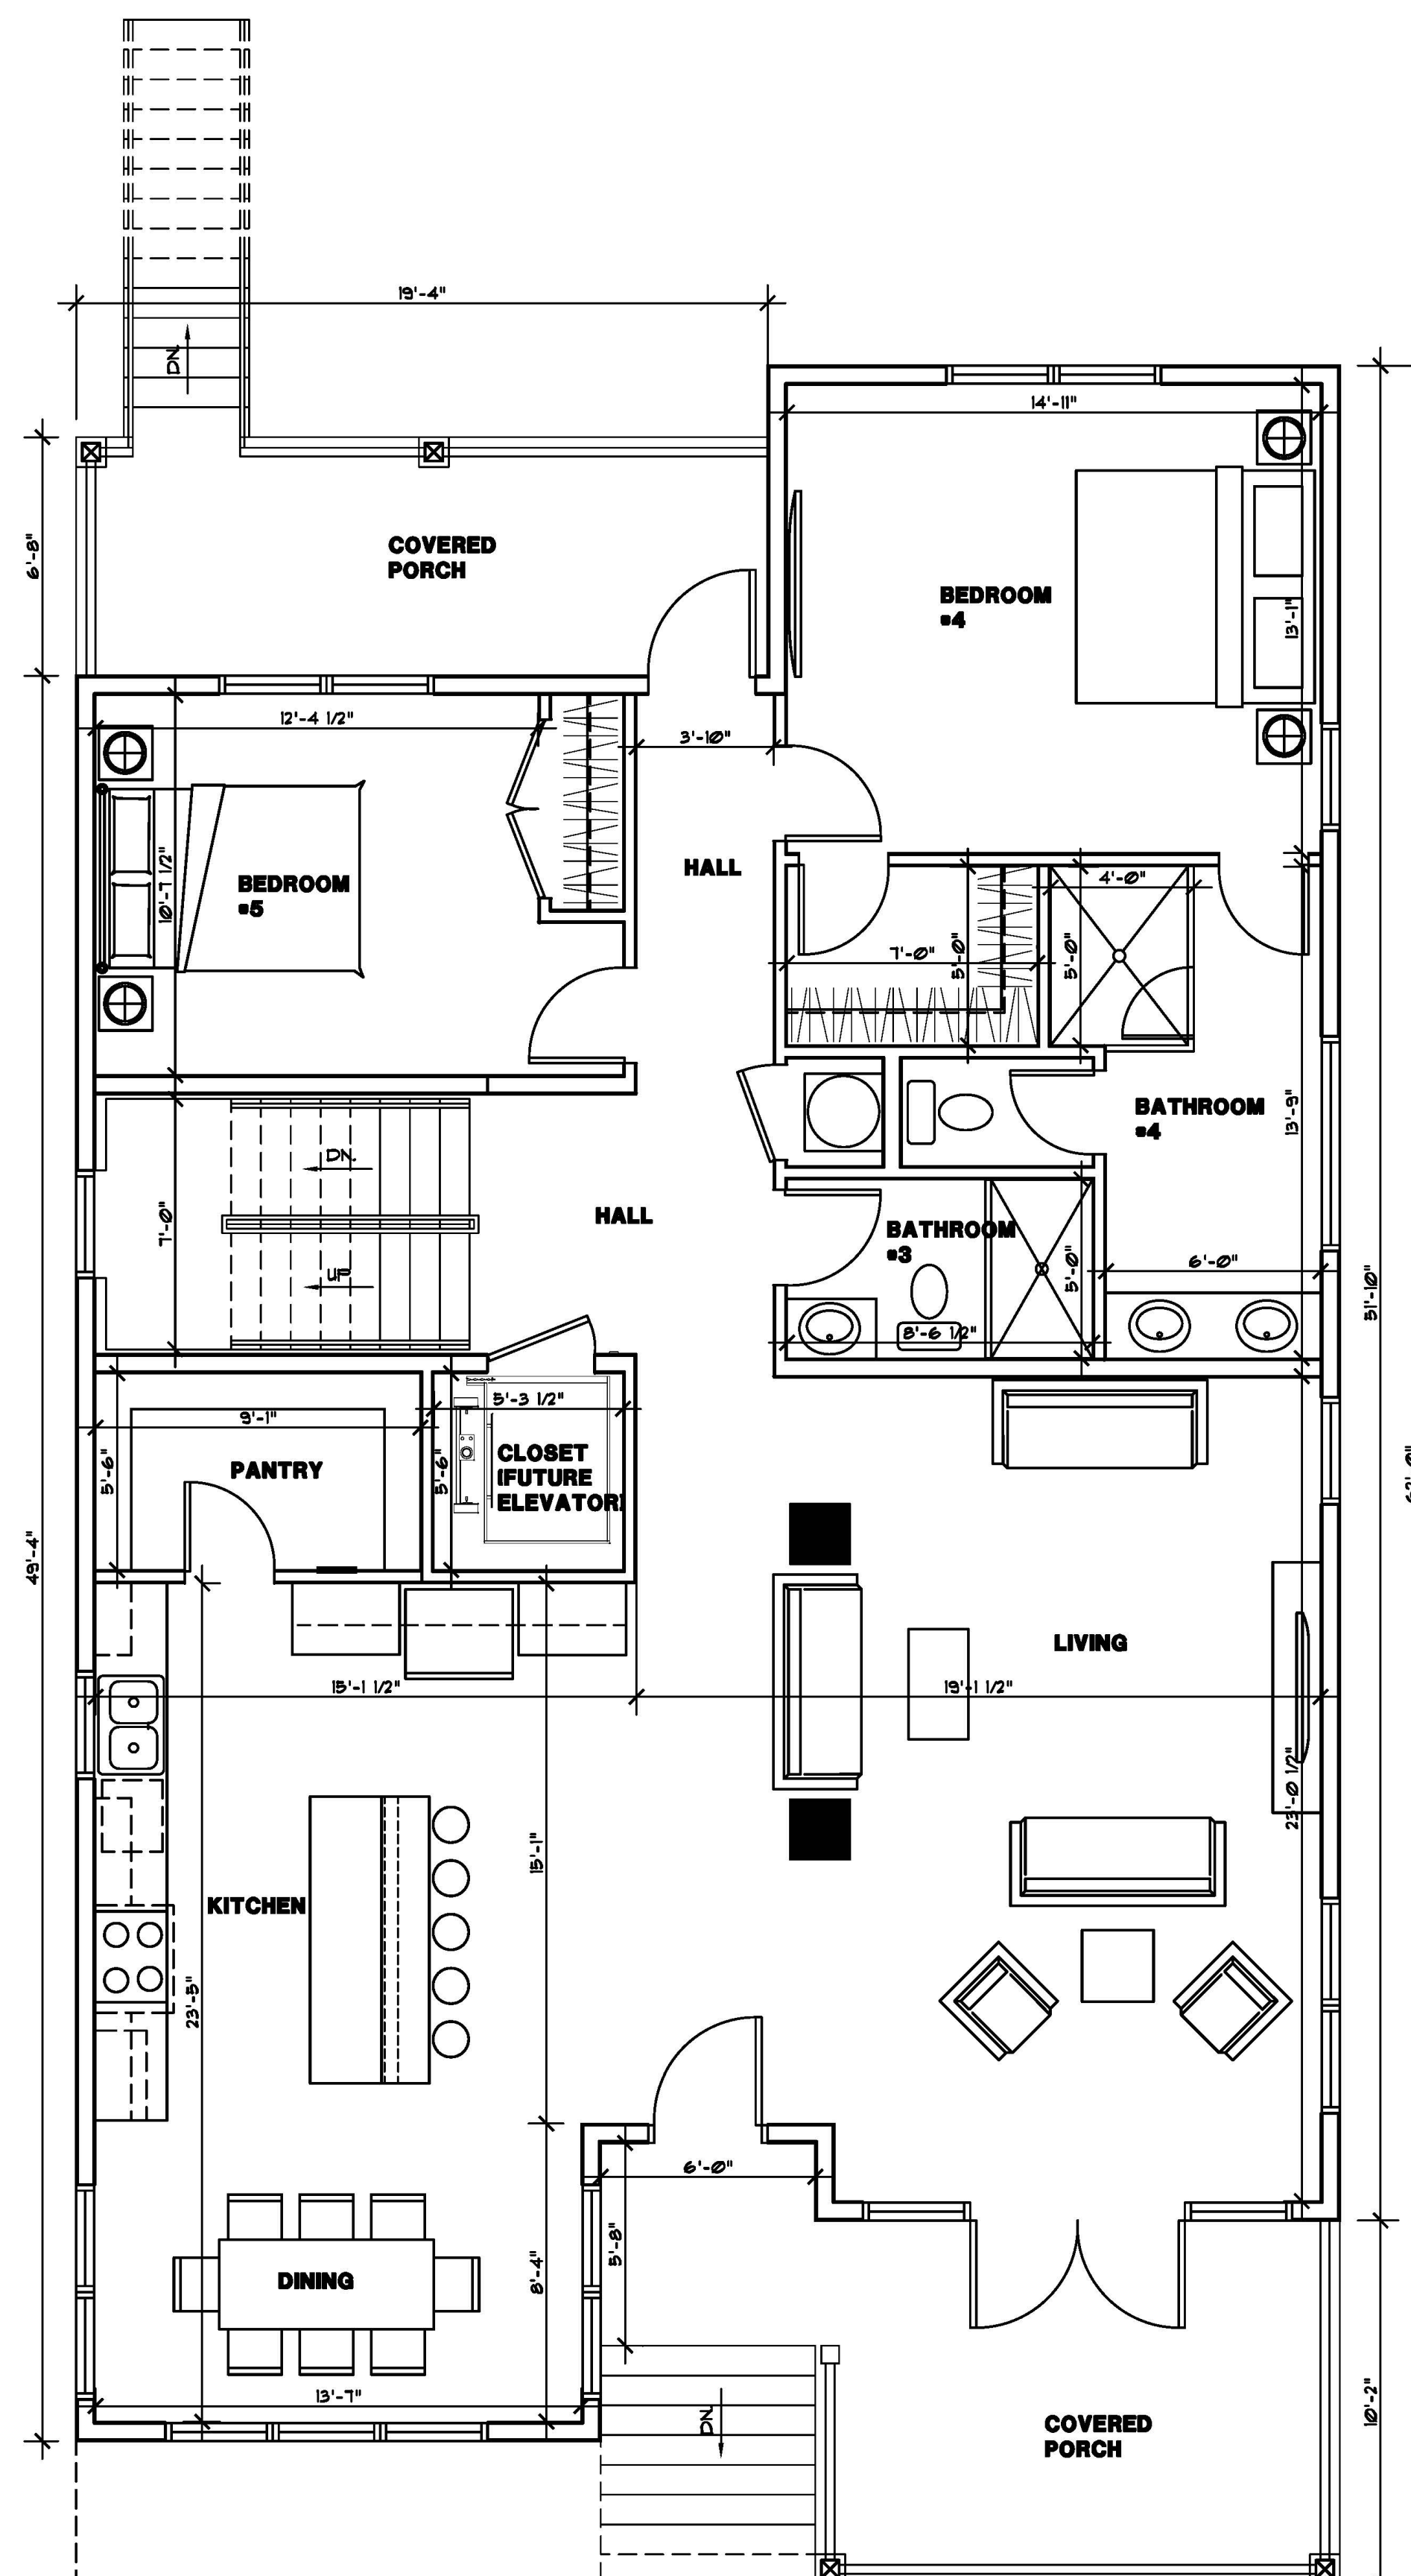 19'-4"
DN.
14'-11"
6'-8"
COVERED
PORCH
BEDROOM
#4
13'-1"
12'-4 1/2"
3'-10"
HALL
4'-0"
BEDROOM
#5
10'-7 1/2"
7'-0"
5'-0"
5'-0"
BATHROOM
#4
13'-9"
DN.
7'-0"
HALL
BATHROOM
#3
5'-0"
6'-0"
UP
8'-6 1/2"
51'-10"
5'-3 1/2"
9'-1"
CLOSET
(FUTURE
ELEVATOR)
PANTRY
5'-6"
5'-6"
49'-4"
LIVING
15'-1 1/2"
19'-1 1/2"
23'-0 1/2"
15'-1"
KITCHEN
23'-5"
6'-0"
5'-8"
8'-4"
DINING
13'-7"
DN.
COVERED
PORCH
10'-2"